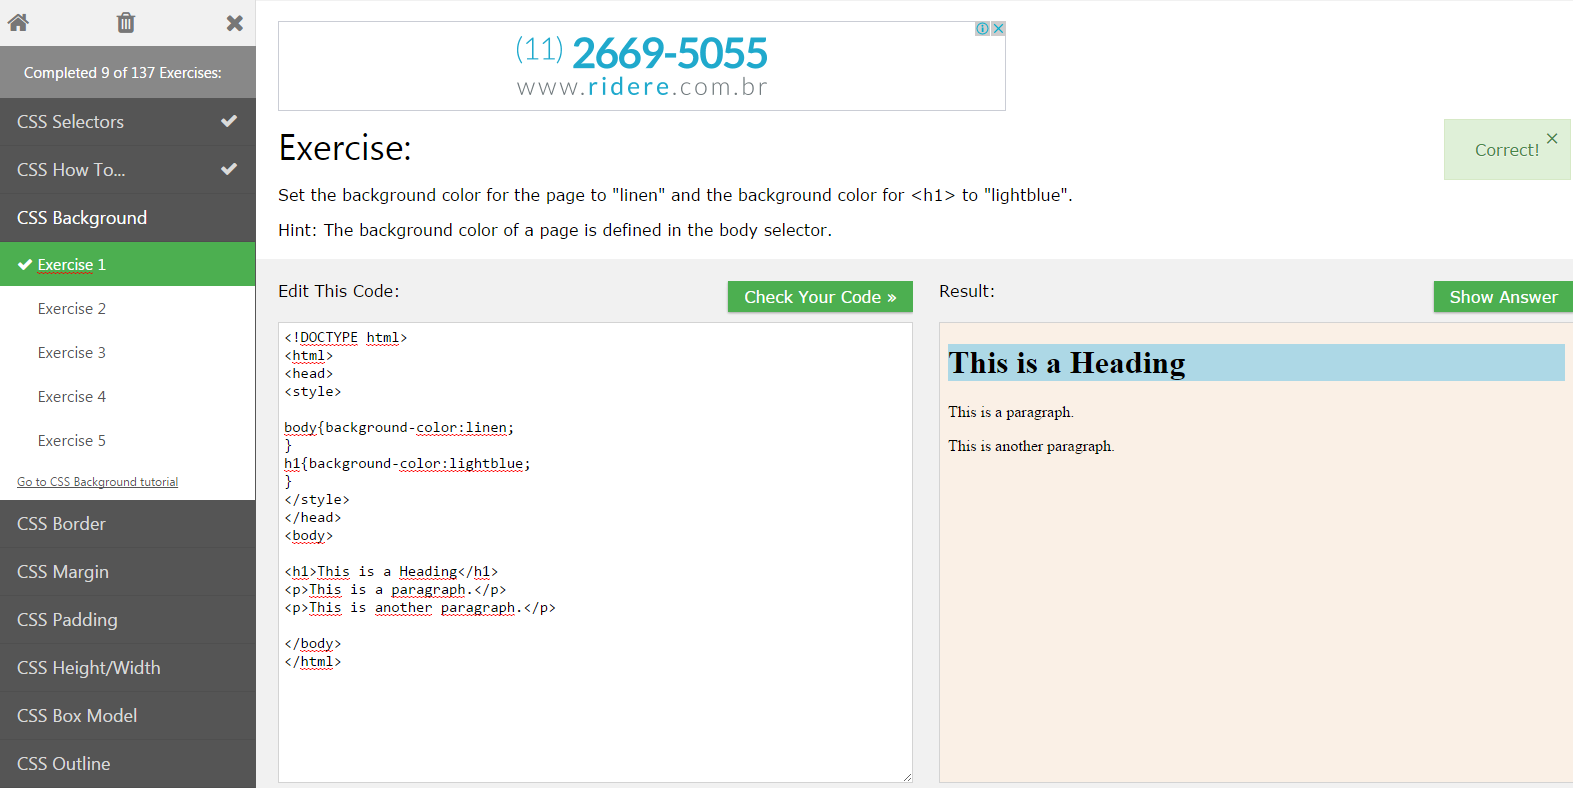 Completed 9 of 137 Exercises:
CSS Selectors
CSS How To...
CSS Background
Exercise 1
Exercise 2
Exercise 3
Exercise 4
Exercise 5
Go to CSS Background tutorial
CSS Border
CSS Margin
CSS Padding
CSS Height/Width
CSS Box Model
CSS Outline
(11) 2669-5055
www.ridere.com.br
Exercise:
Correct!
Set the background color for the page to "linen" and the background color for <h1> to "lightblue".
Hint: The background color of a page is defined in the body selector.
Edit This Code:
Check Your Code »
<!DOCTYPE html>
<html>
<head>
<style>
body{background-color:linen;
}
h1{background-color:lightblue;
}
</style>
</head>
<body>
<h1>This is a Heading</h1>
<p>This is a paragraph.</p>
<p>This is another paragraph.</p>
</body>
</html>
Result:
Show Answer
This is a Heading
This is a paragraph.
This is another paragraph.